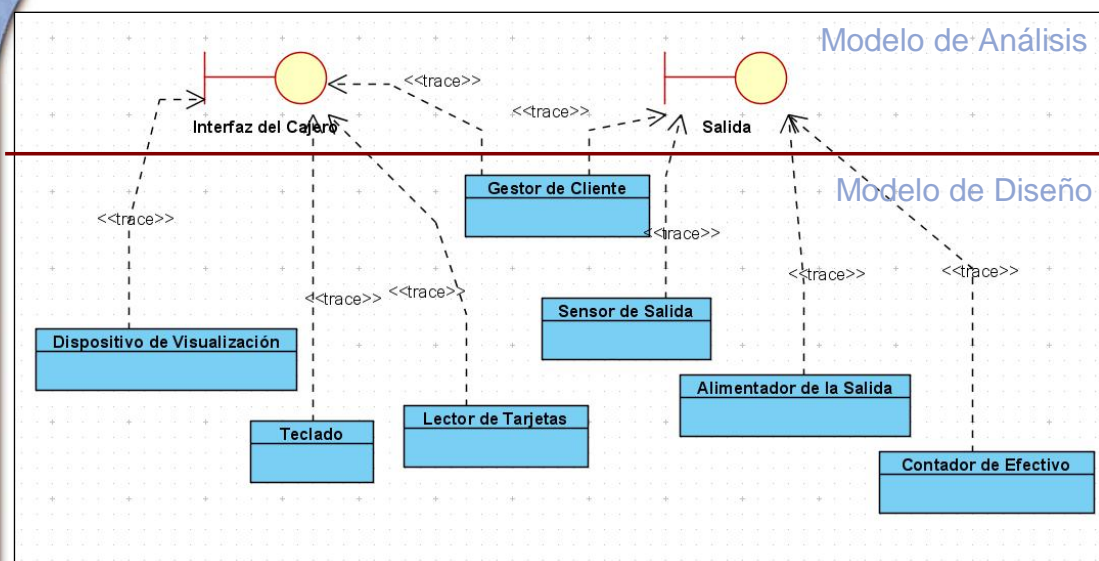 Modelo de Análisis
<<trace>>
<<trace>>
Interfaz del Cajero
Salida
Gestor de Cliente
Modelo de Diseño
<<trace>>
<<trace>>
<<trace>>
<<trace>>
<<trace>>
<<trace>>
Sensor de Salida
Dispositivo de Visualización
Alimentador de la Salida
Lector de Tarjetas
Teclado
Contador de Efectivo